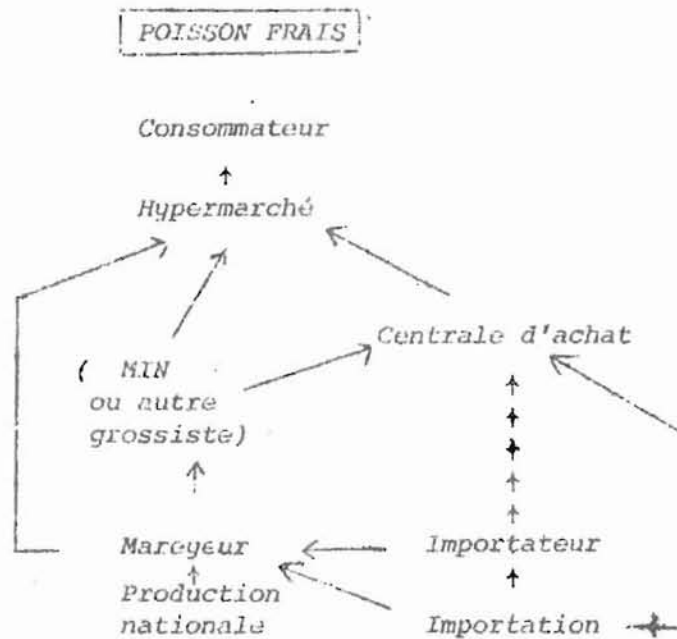 POISSON FRAIS
Consommateur
Hypermarché
Centrale d'achat
( MIN
ou autre
grossiste)
Mareyeur
Importateur
Production
nationale
Importation